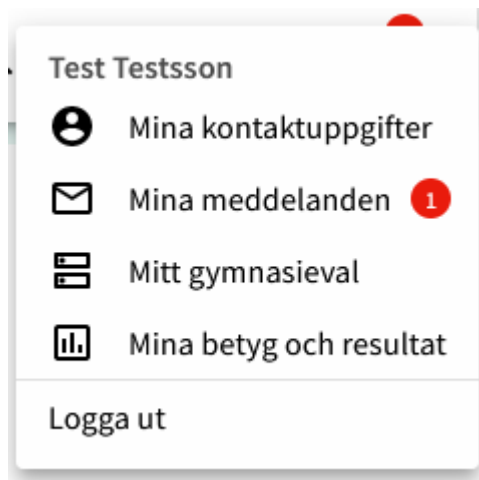 Test Testsson
Mina kontaktuppgifter
Mina meddelanden 1
Mitt gymnasieval
Mina betyg och resultat
Logga ut